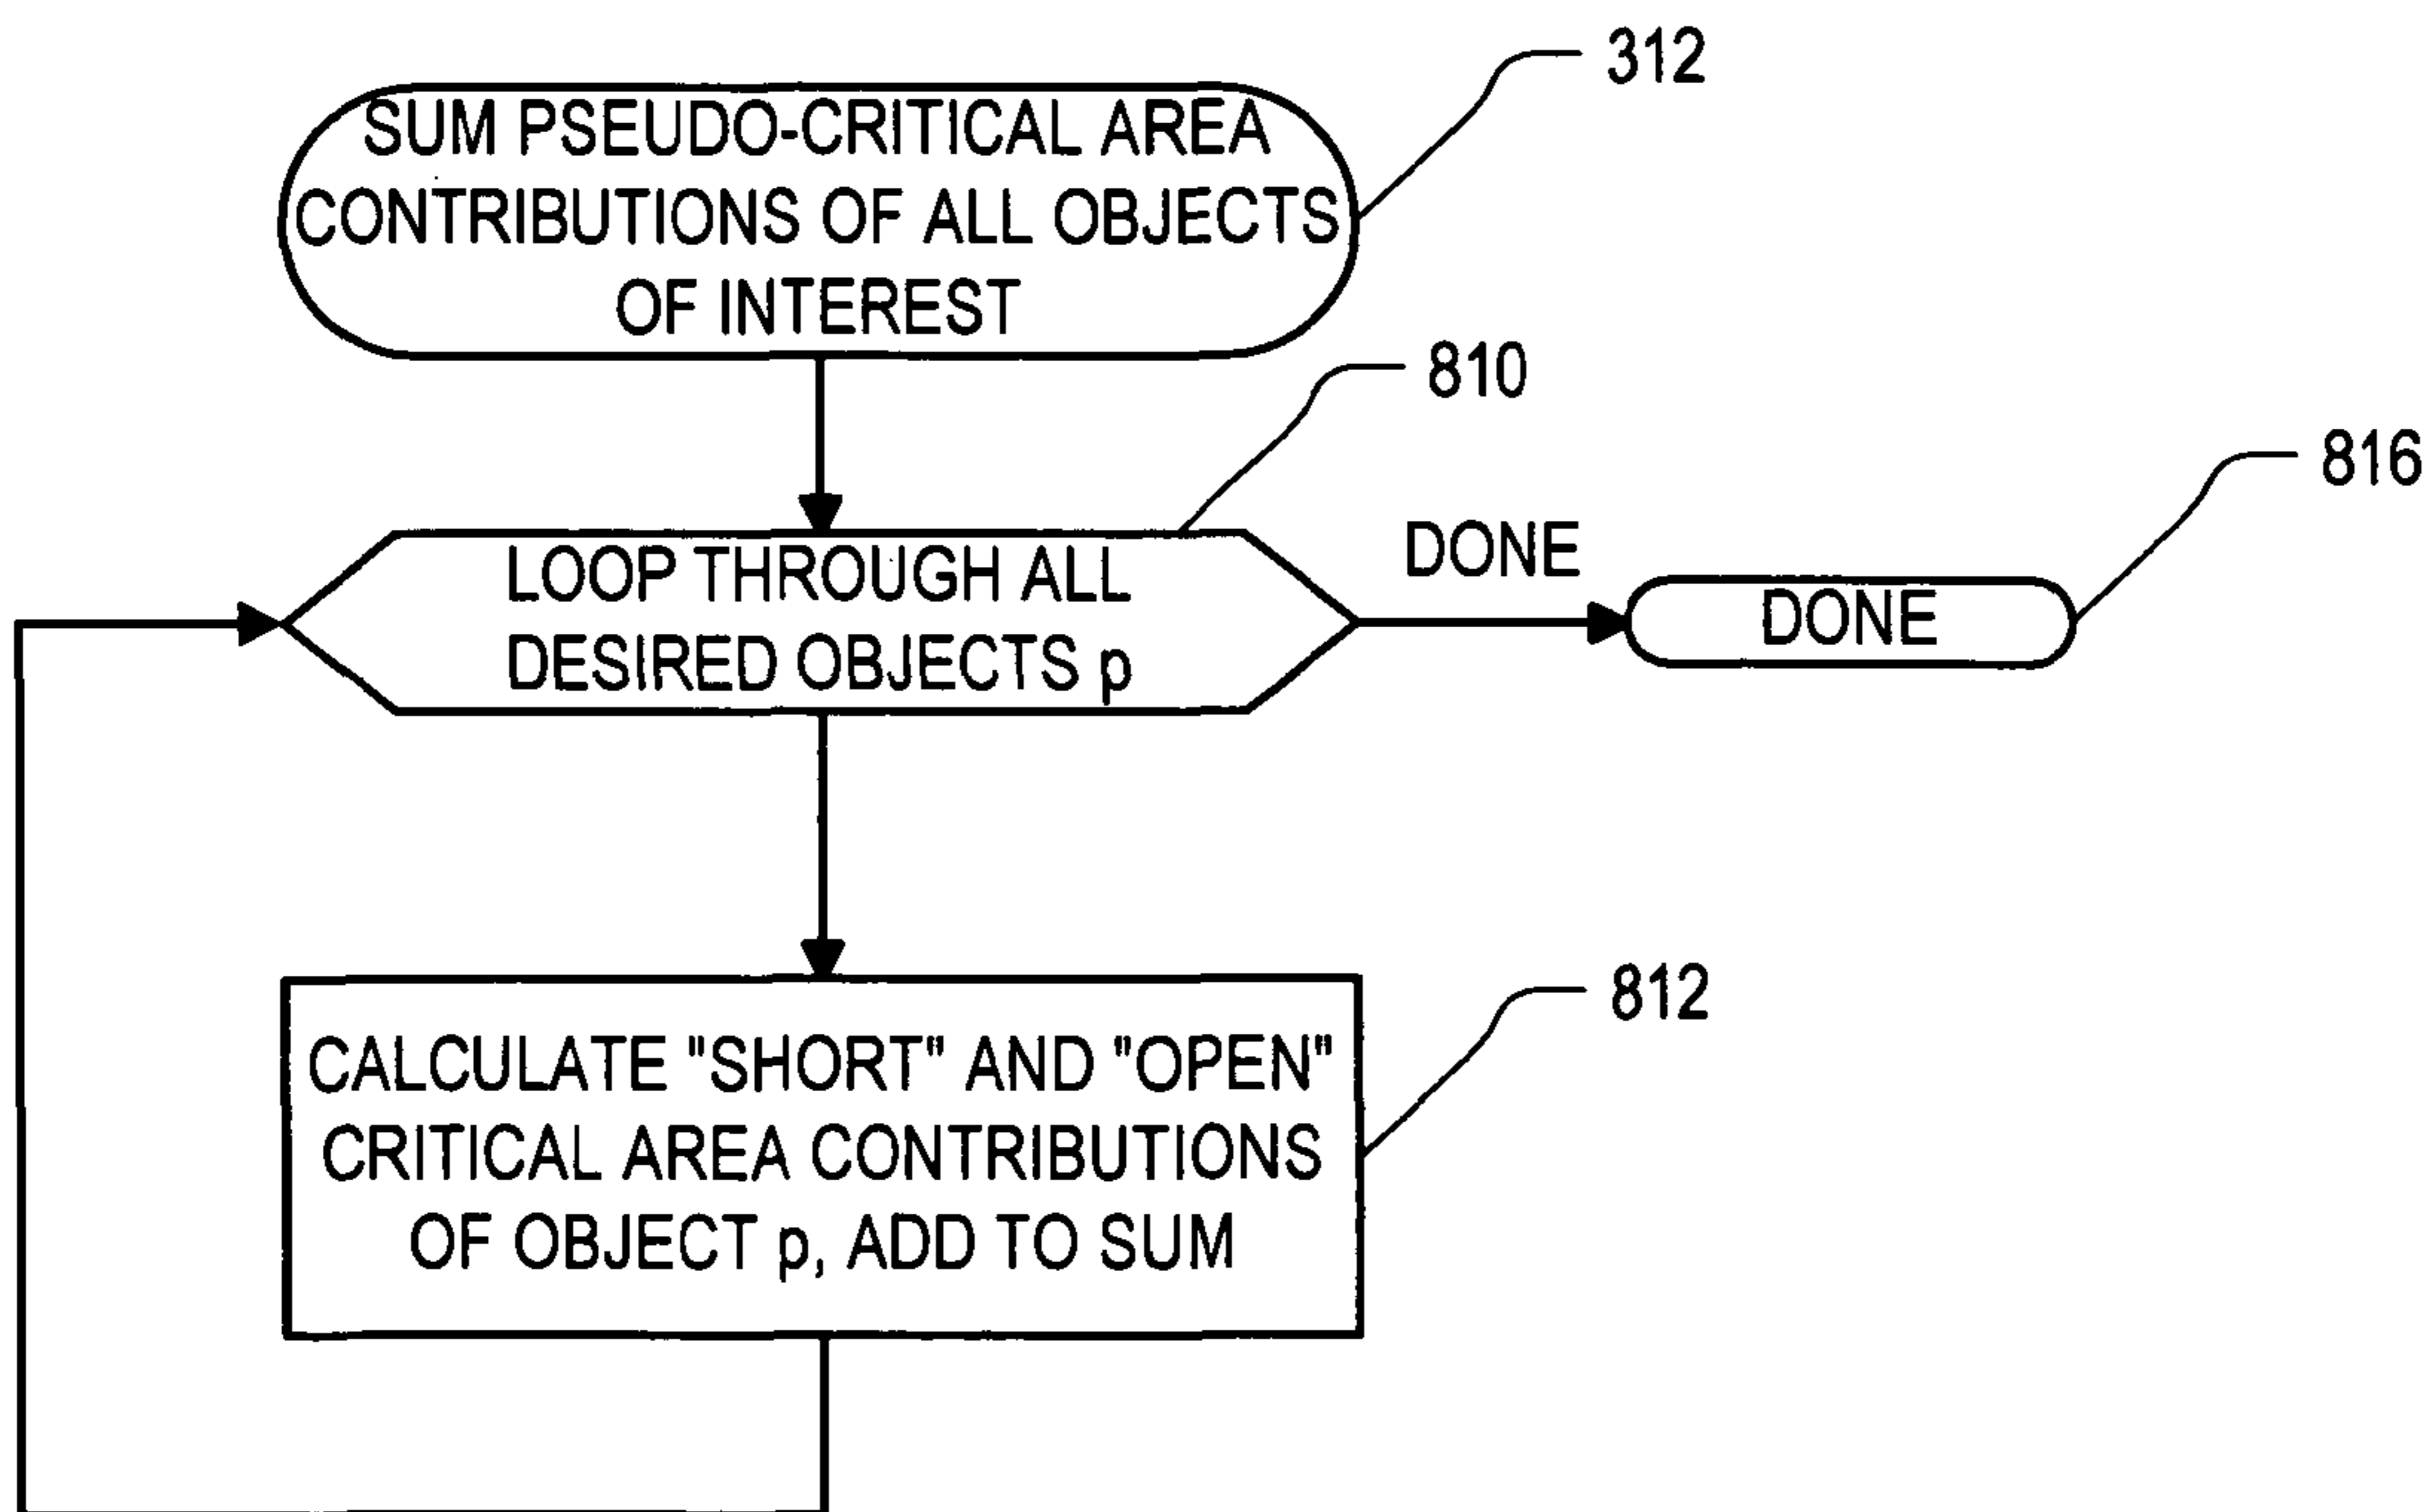 312
SUM PSEUDO-CRITICAL AREA
CONTRIBUTIONS OF ALL OBJECTS
OF INTEREST
810
816
DONE
LOOP THROUGH ALL
DESIRED OBJECTS p
DONE
812
CALCULATE "SHORT" AND "OPEN"
CRITICAL AREA CONTRIBUTIONS
OF OBJECT p, ADD TO SUM